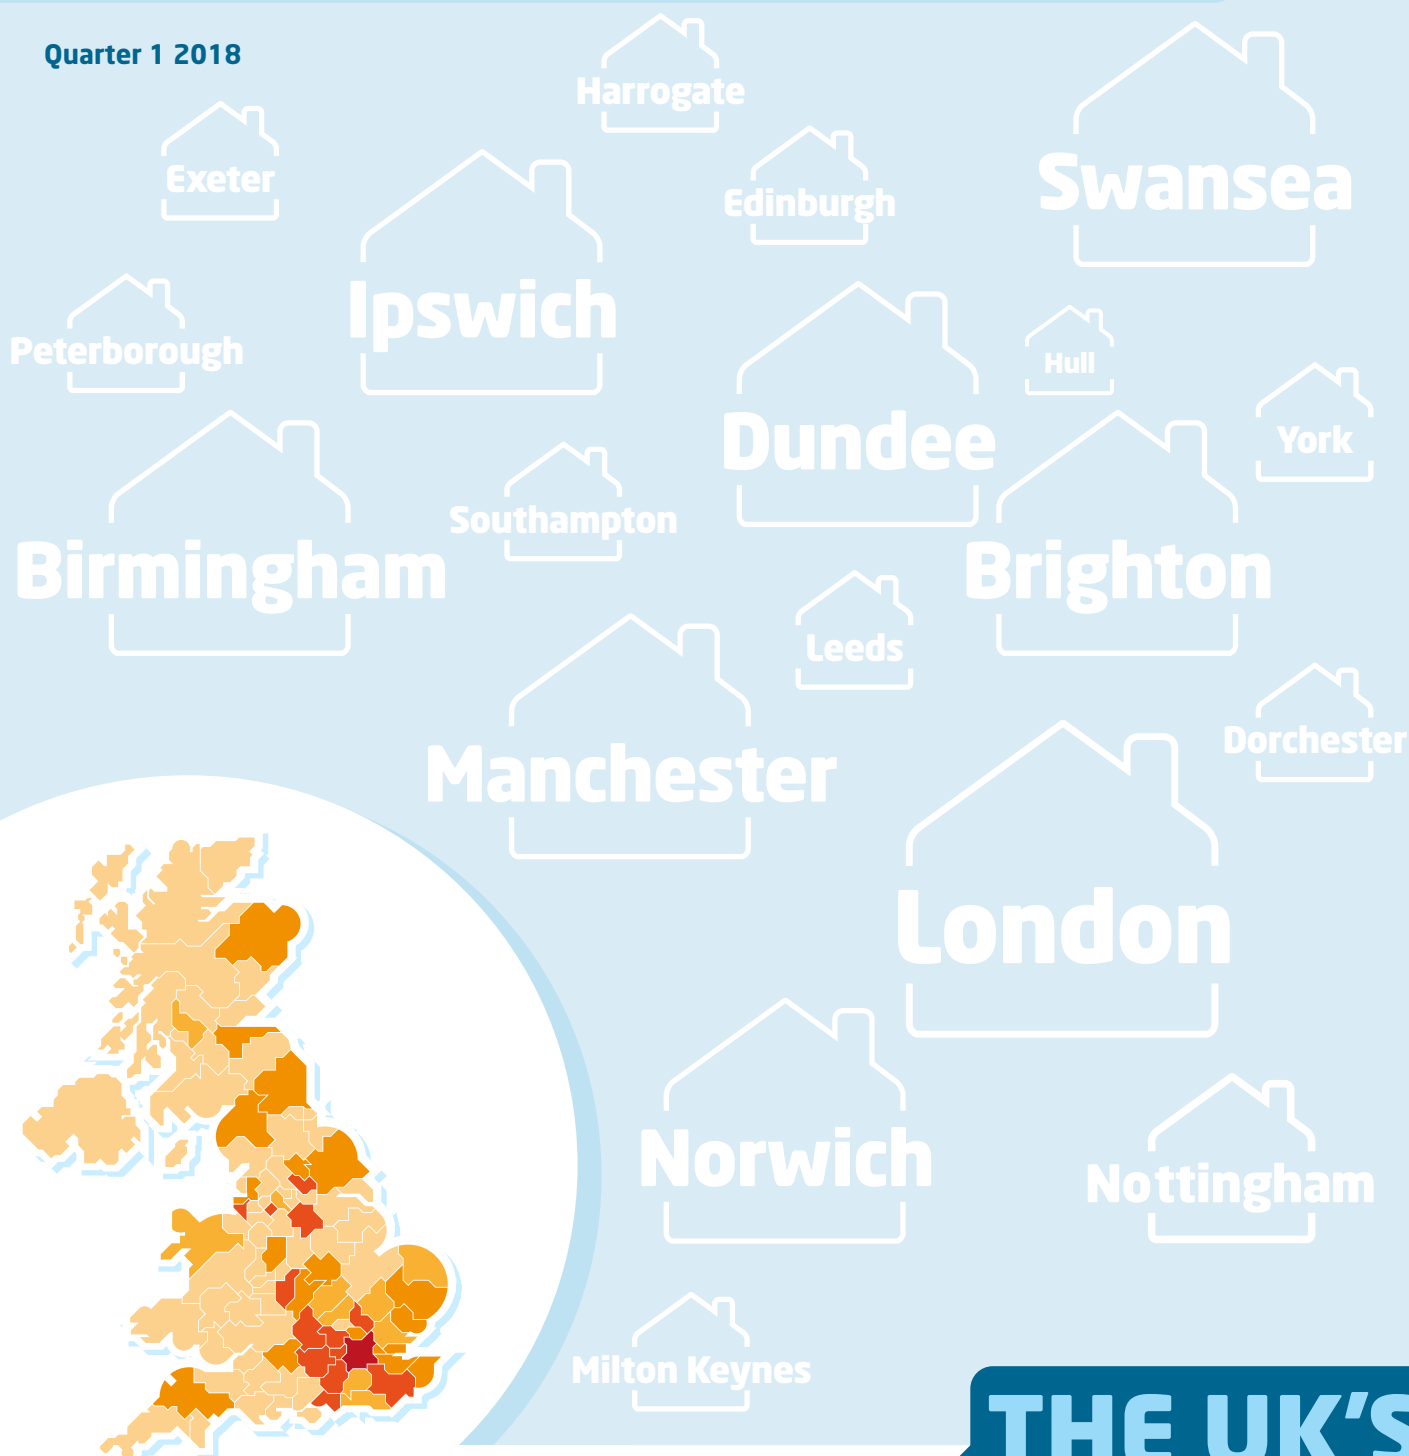 Quarter 1 2018
Harrogate
Exeter
Edinburgh
Swansea
Ipswich
Peterborough
Hull
Dundee
York
Southampton
Birmingham
Brighton
Leeds
Dorchester
Manchester
London
Norwich
Nottingham
Milton Keynes
THE UK'S